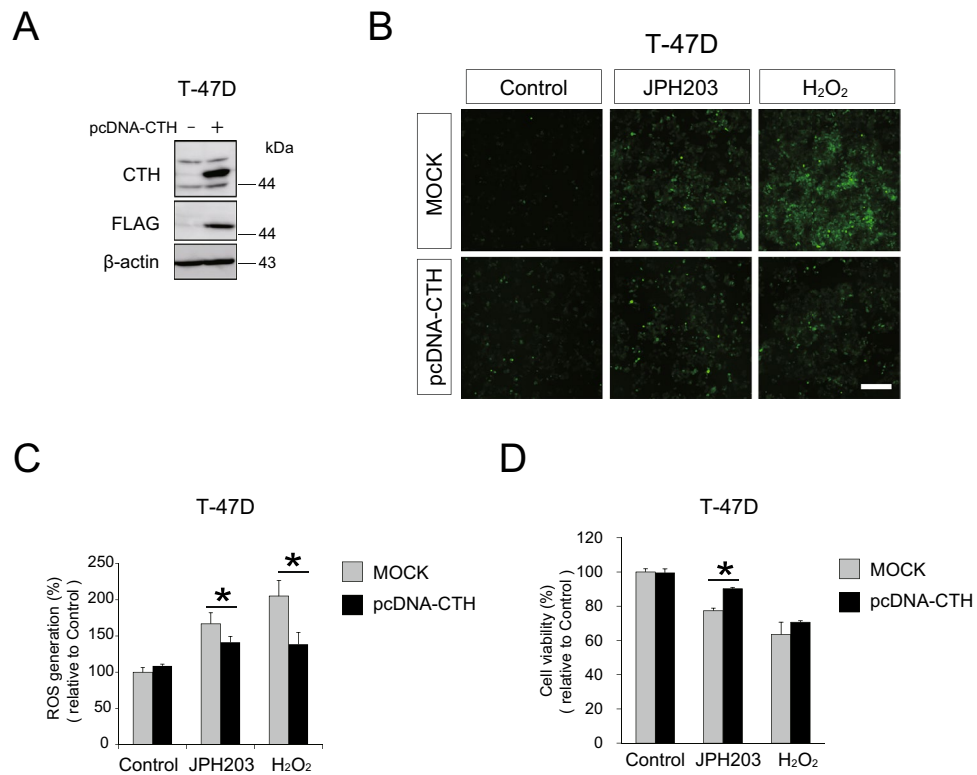 A
T-47D
pcDNA-CTH – +
kDa
CTH
44
FLAG
44
β-actin
43
B
T-47D
Control JPH203 H₂O₂
MOCK
pcDNA-CTH
C
T-47D
ROS generation (%)
( relative to Control )
250
200
150
100
50
0
* *
MOCK
pcDNA-CTH
Control JPH203 H₂O₂
D
T-47D
Cell viability (%)
( relative to Control )
120
100
80
60
40
20
0
*
MOCK
pcDNA-CTH
Control JPH203 H₂O₂